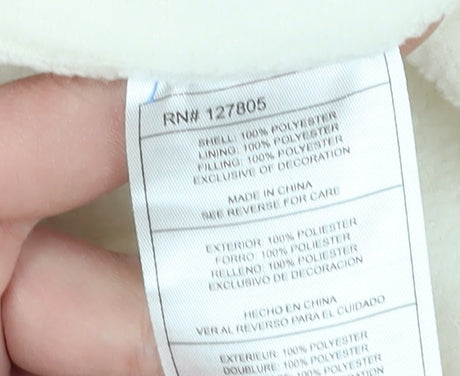 RN# 127805
SHELL: 100% POLYESTER
LINING: 100% POLYESTER
FILLING: 100% POLYESTER
EXCLUSIVE OF DECORATION
MADE IN CHINA
SEE REVERSE FOR CARE
EXTERIOR: 100% POLIESTER
FORRO: 100% POLIESTER
RELLENO: 100% POLIESTER
EXCLUSIVO DE DECORACION
HECHO EN CHINA
VER AL REVERSO PARA EL CUIDADO
EXTERIEUR: 100% POLYESTER
DOUBLURE: 100% POLYESTER
100% POLYESTER